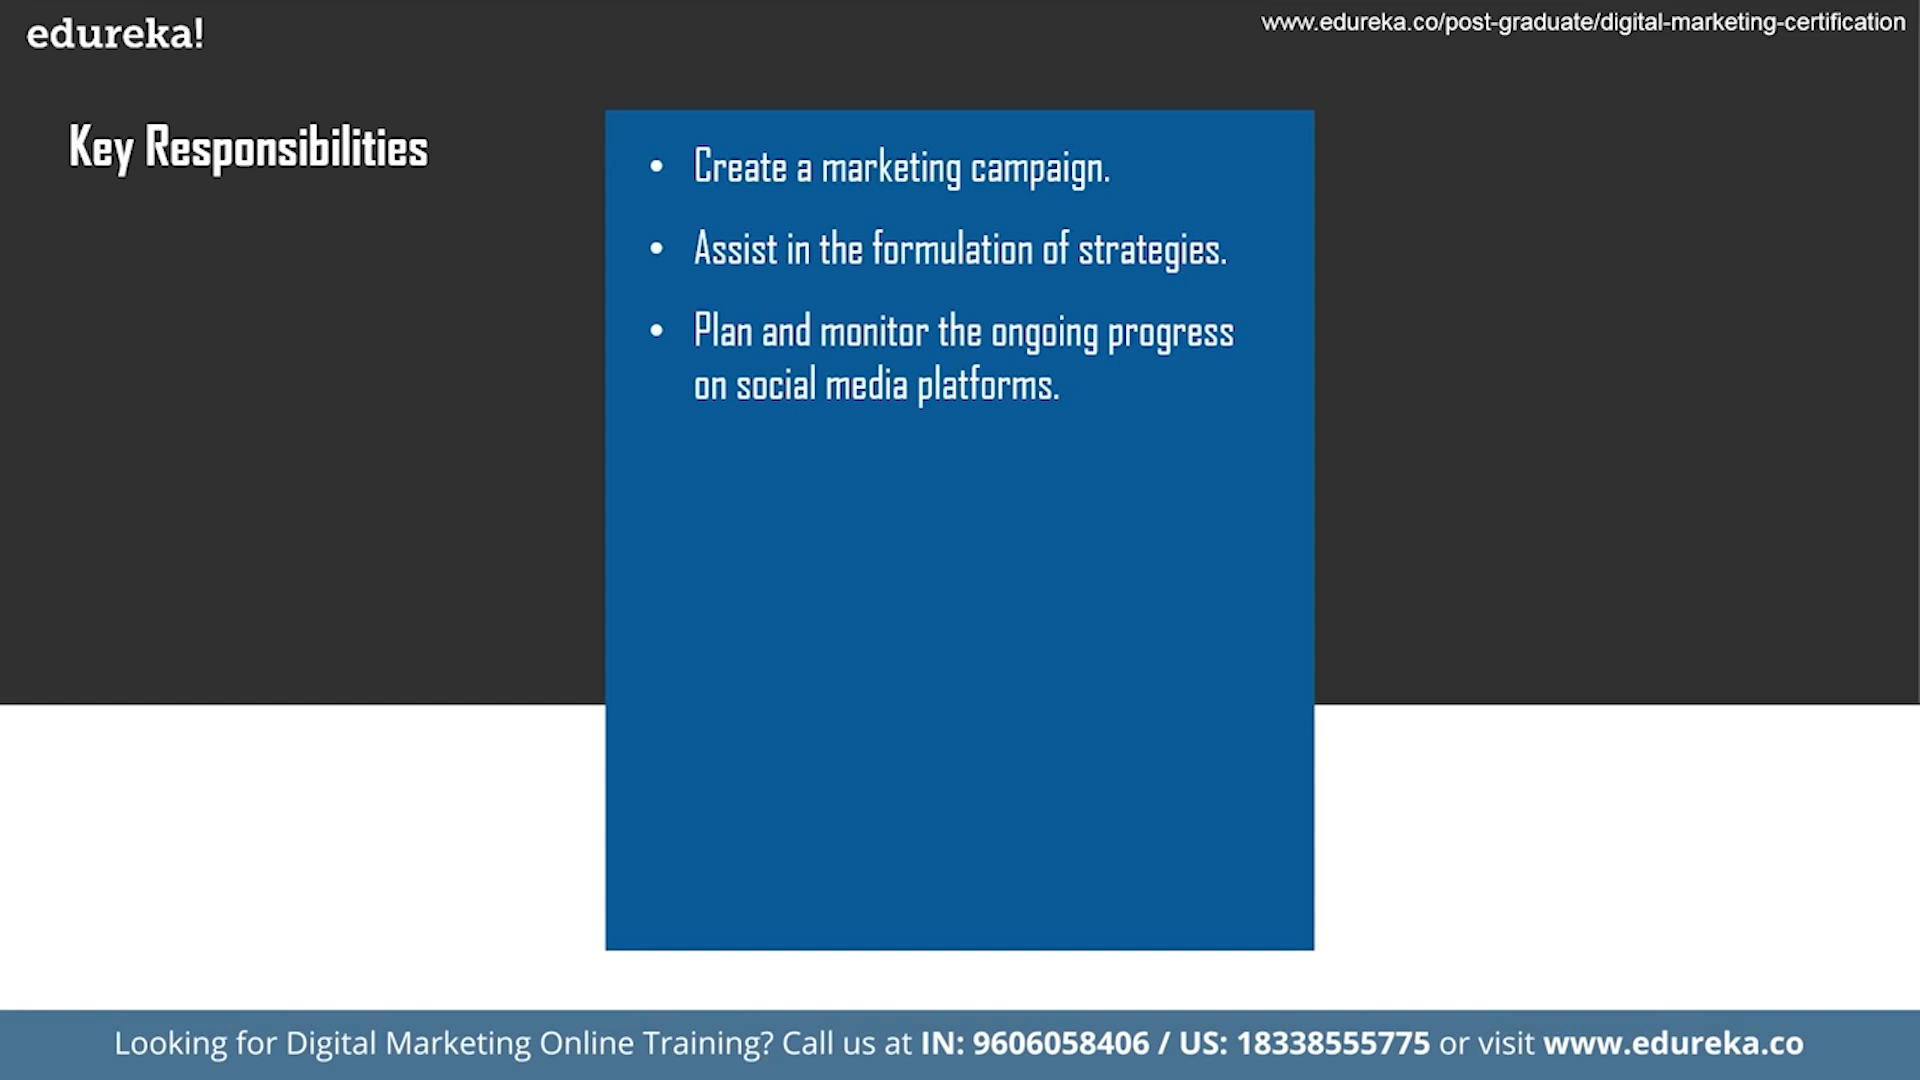 edureka!
www.edureka.co/post-graduate/digital-marketing-certification
Key Responsibilities
• Create a marketing campaign.
• Assist in the formulation of strategies.
• Plan and monitor the ongoing progress
on social media platforms.
Looking for Digital Marketing Online Training? Call us at IN: 9606058406 / US: 18338555775 or visit www.edureka.co